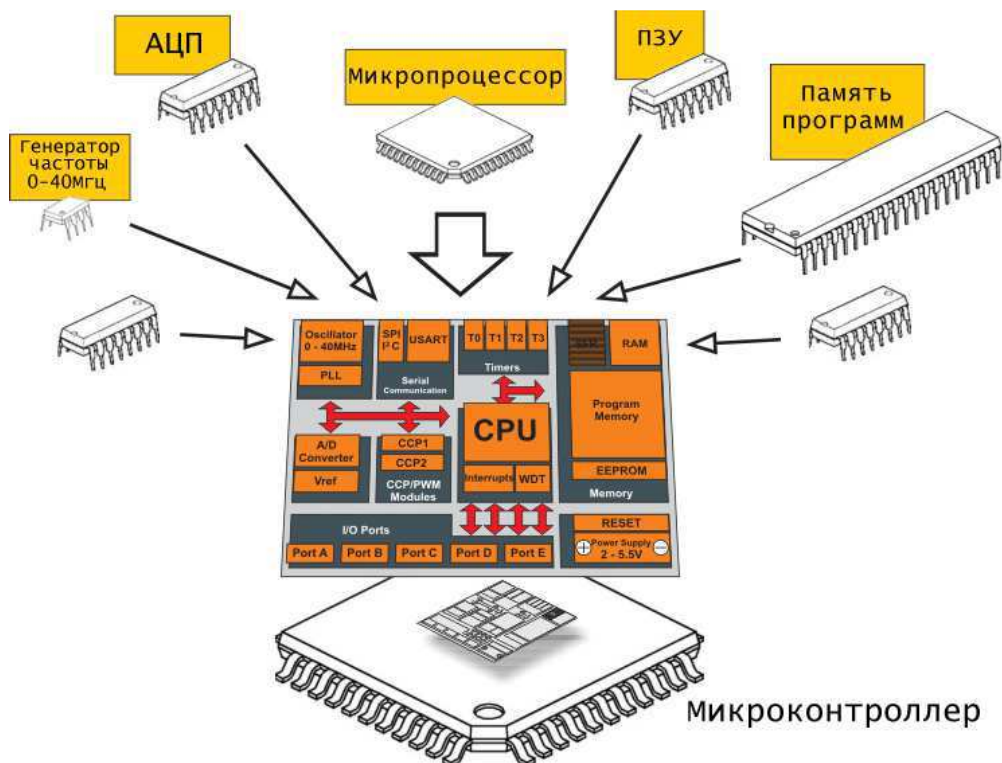 АЦП
Микропроцессор
ПЗУ
Память
программ
Генератор
частоты
0-40Мгц
Oscillator
0 - 40MHz
PLL
SPI
I²C
USART
Serial
Communication
T0 T1 T2 T3
Timers
RAM
A/D
Converter
Vref
CCP1
CCP2
CCP/PWM
Modules
CPU
Interrupts
WDT
Program
Memory
EEPROM
Memory
I/O Ports
Port A
Port B
Port C
Port D
Port E
RESET
Power Supply
2 - 5.5V
Микроконтроллер